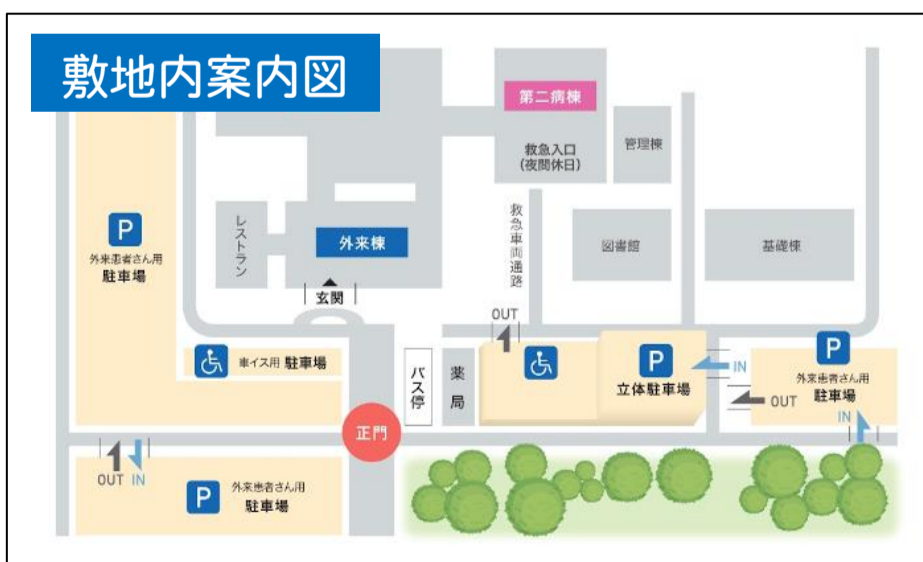 敷地内案内図
第二病棟
救急入口
(夜間休日)
管理棟
P
外来患者さん用
駐車場
レストラン
外来棟
玄関
救急車両通路
図書館
基礎棟
OUT
車イス用 駐車場
バス停
薬局
P
立体駐車場
IN
OUT
P
外来患者さん用
駐車場
IN
正門
OUT IN
P
外来患者さん用
駐車場